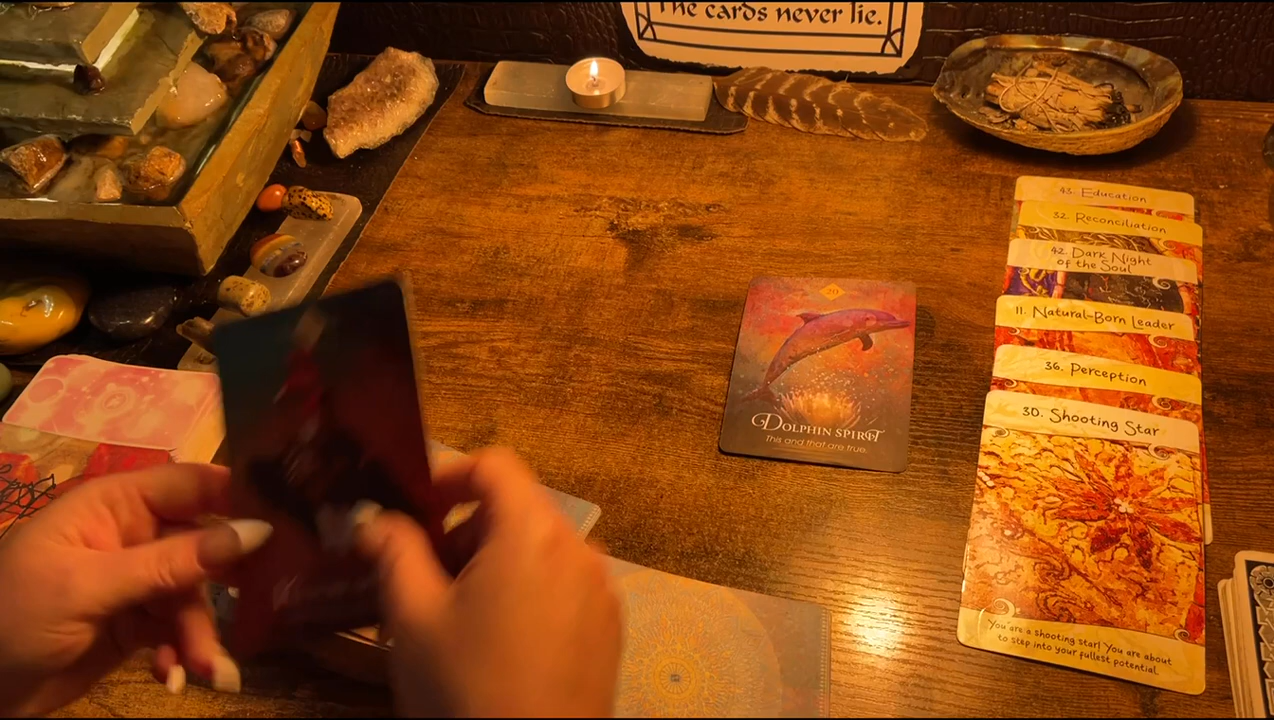 The cards never lie.
43. Education
32. Reconciliation
42. Dark Night
of the Soul
11. Natural-Born Leader
36. Perception
30. Shooting Star
You are a shooting star! You are about
to step into your fullest potential.
20
DOLPHIN SPIRIT
This and that are true.